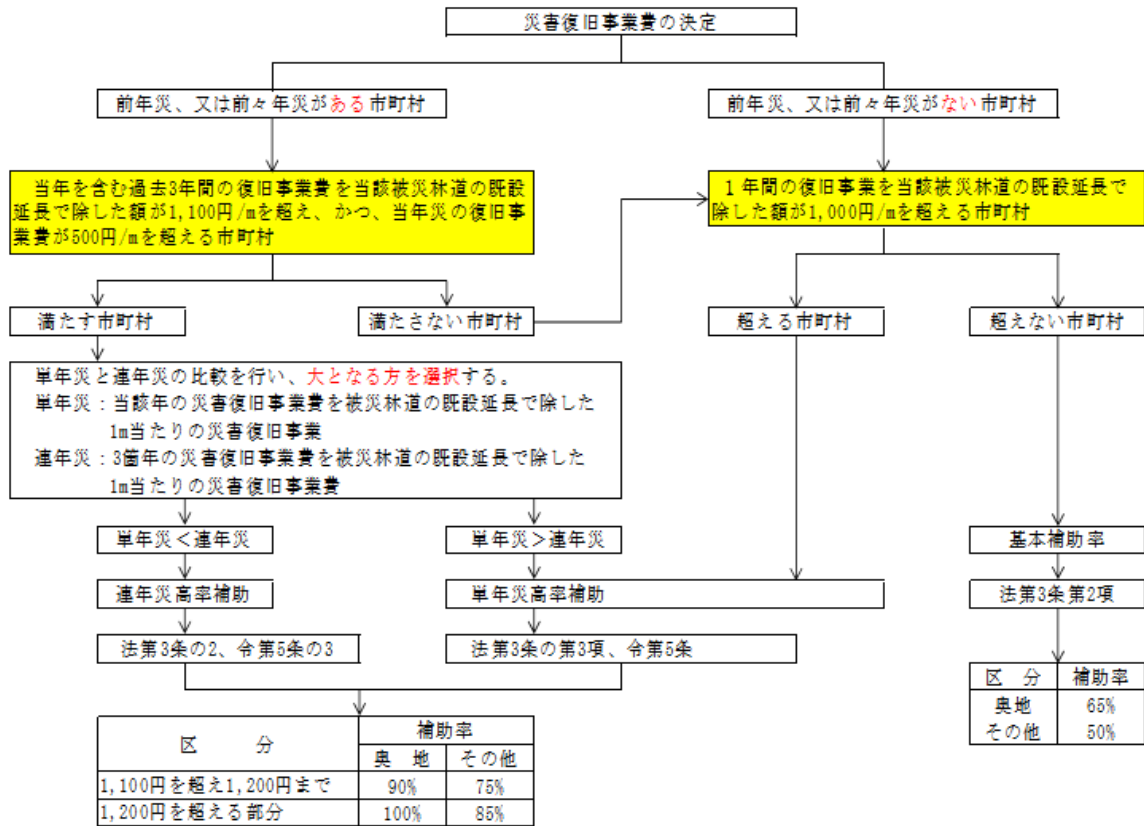 災害復旧事業費の決定
前年災、又は前々年災がある市町村
前年災、又は前々年災がない市町村
当年を含む過去3年間の復旧事業費を当該被災林道の既設
延長で除した額が1,100円/mを超え、かつ、当年災の復旧事
業費が500円/mを超える市町村
１年間の復旧事業を当該被災林道の既設延長で
除した額が1,000円/mを超える市町村
満たす市町村
満たさない市町村
超える市町村
超えない市町村
単年災と連年災の比較を行い、大となる方を選択する。
単年災：当該年の災害復旧事業費を被災林道の既設延長で除した
1m当たりの災害復旧事業
連年災：3箇年の災害復旧事業費を被災林道の既設延長で除した
1m当たりの災害復旧事業費
単年災＜連年災
単年災＞連年災
基本補助率
連年災高率補助
単年災高率補助
法第3条第2項
法第3条の2、令第5条の3
法第3条の第3項、令第5条
区　分 補助率
奥地 65%
その他 50%
区　　分 補助率
奥　地 その他
1,100円を超え1,200円まで 90% 75%
1,200円を超える部分 100% 85%